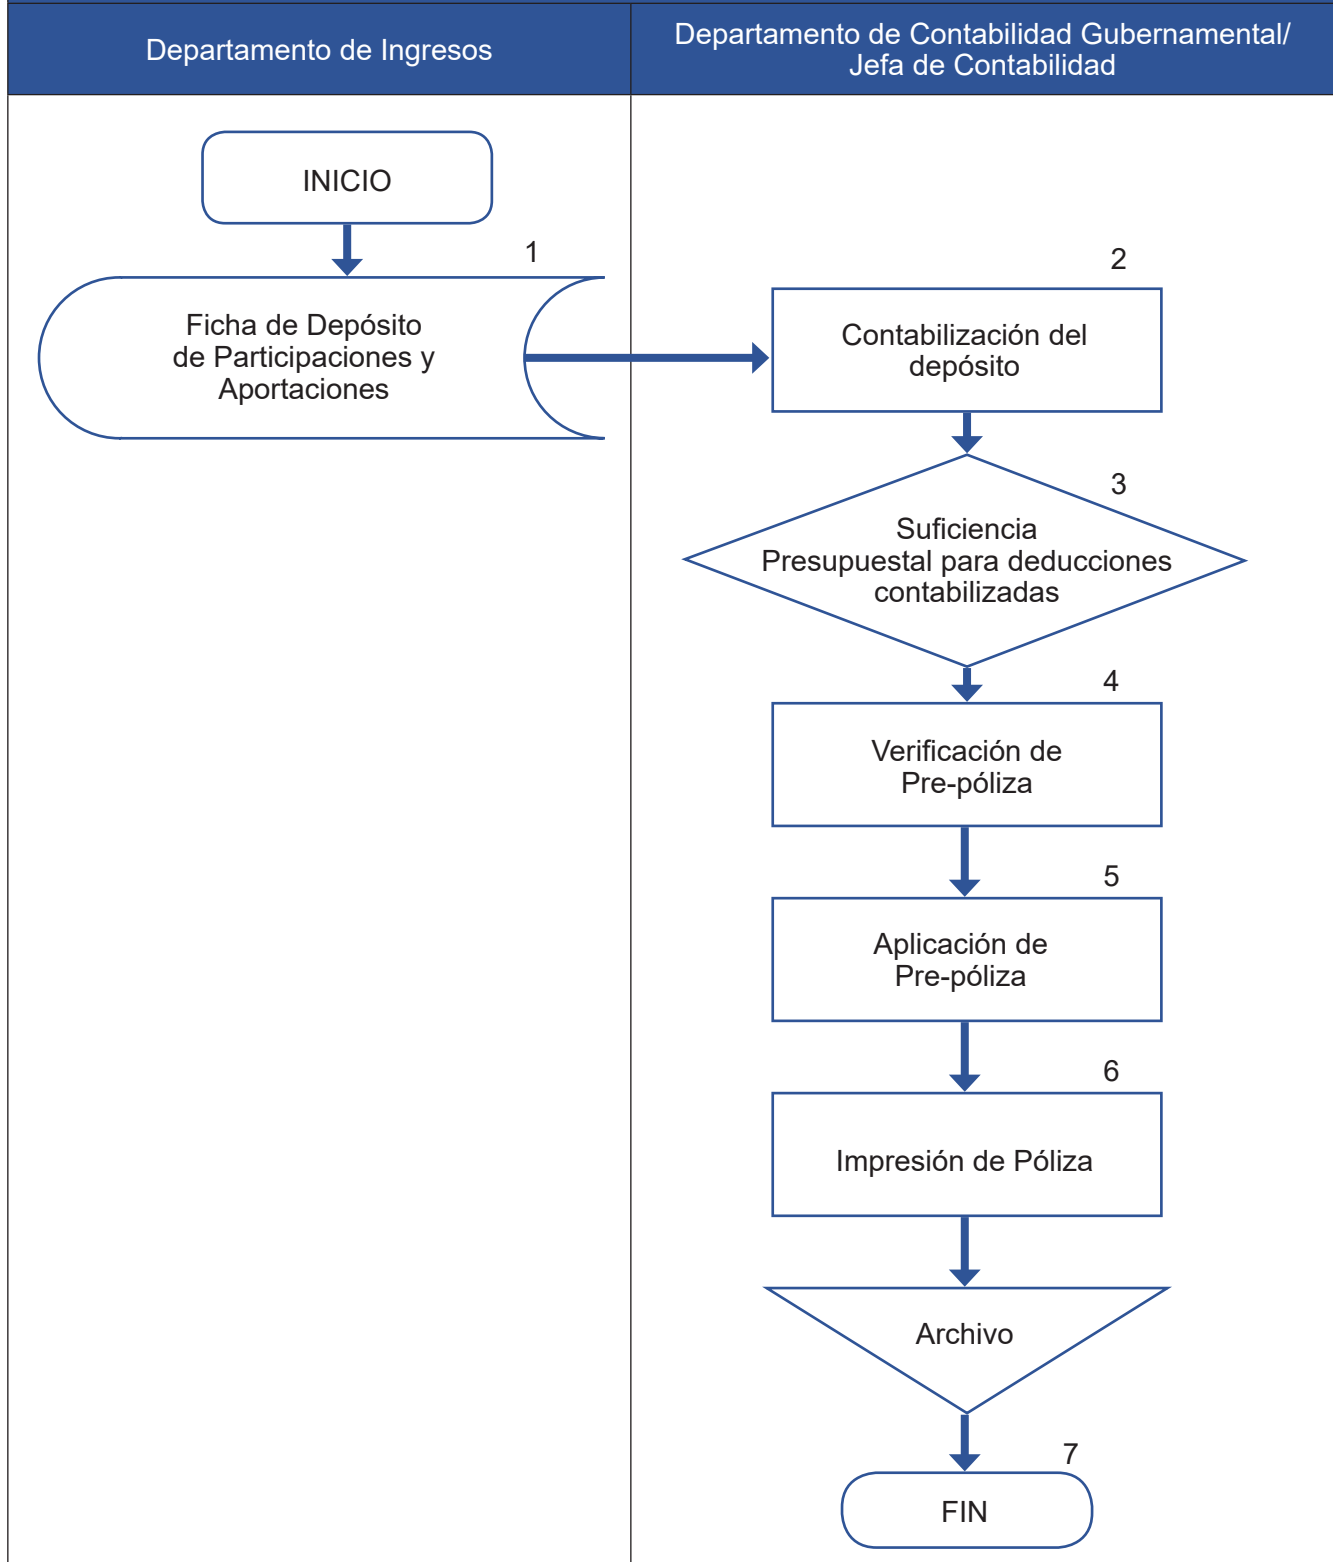 Departamento de Ingresos
Departamento de Contabilidad Gubernamental/
Jefa de Contabilidad
INICIO
1
Ficha de Depósito
de Participaciones y
Aportaciones
2
Contabilización del
depósito
3
Suficiencia
Presupuestal para deducciones
contabilizadas
4
Verificación de
Pre-póliza
5
Aplicación de
Pre-póliza
6
Impresión de Póliza
Archivo
7
FIN